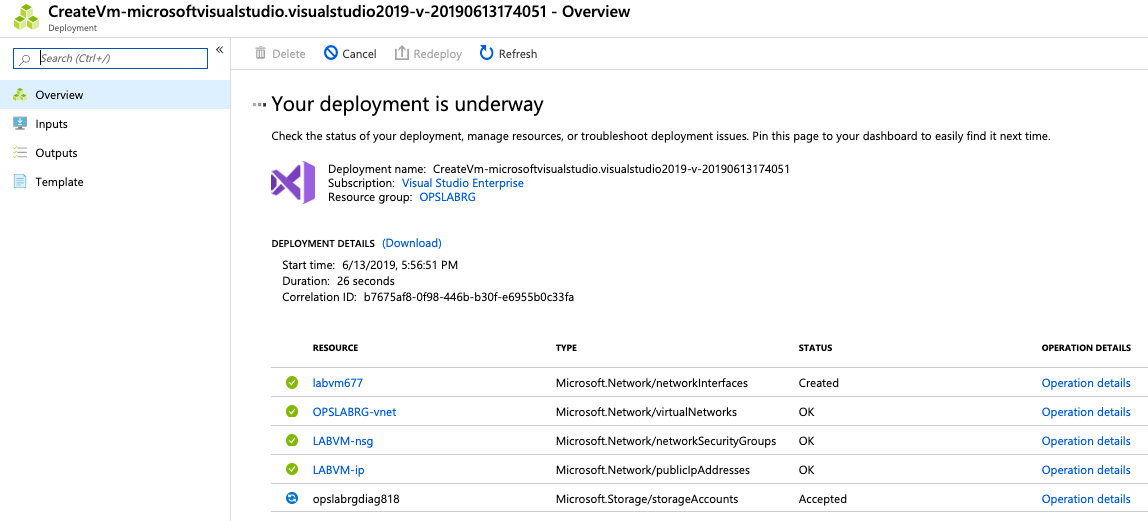 CreateVm-microsoftvisualstudio.visualstudio2019-v-20190613174051 - Overview
Deployment
Search (Ctrl+/)
«
Delete Cancel Redeploy Refresh
Overview
Inputs
Outputs
Template
Your deployment is underway
Check the status of your deployment, manage resources, or troubleshoot deployment issues. Pin this page to your dashboard to easily find it next time.
Deployment name: CreateVm-microsoftvisualstudio.visualstudio2019-v-20190613174051
Subscription: Visual Studio Enterprise
Resource group: OPSLABRG
DEPLOYMENT DETAILS (Download)
Start time: 6/13/2019, 5:56:51 PM
Duration: 26 seconds
Correlation ID: b7675af8-0f98-446b-b30f-e6955b0c33fa
RESOURCE TYPE STATUS OPERATION DETAILS
labvm677 Microsoft.Network/networkInterfaces Created Operation details
OPSLABRG-vnet Microsoft.Network/virtualNetworks OK Operation details
LABVM-nsg Microsoft.Network/networkSecurityGroups OK Operation details
LABVM-ip Microsoft.Network/publicIpAddresses OK Operation details
opslabrgdiag818 Microsoft.Storage/storageAccounts Accepted Operation details